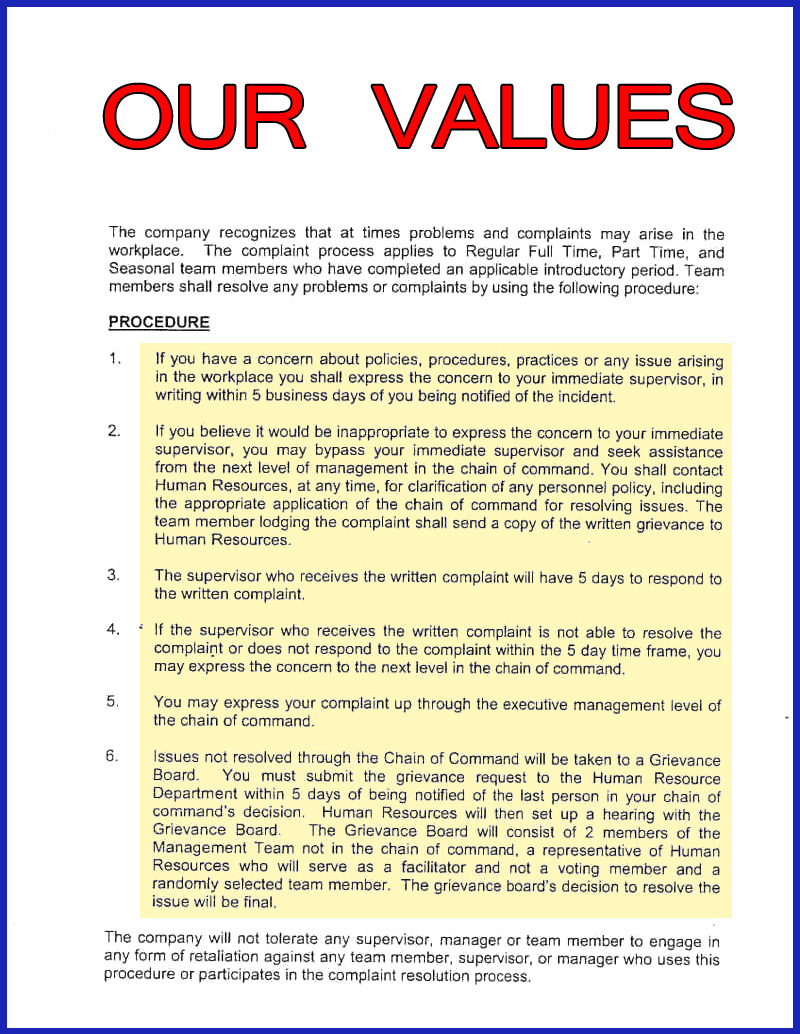 OUR VALUES
The company recognizes that at times problems and complaints may arise in the
workplace. The complaint process applies to Regular Full Time, Part Time, and
Seasonal team members who have completed an applicable introductory period. Team
members shall resolve any problems or complaints by using the following procedure:
PROCEDURE
1. If you have a concern about policies, procedures, practices or any issue arising
in the workplace you shall express the concern to your immediate supervisor, in
writing within 5 business days of you being notified of the incident.
2. If you believe it would be inappropriate to express the concern to your immediate
supervisor, you may bypass your immediate supervisor and seek assistance
from the next level of management in the chain of command. You shall contact
Human Resources, at any time, for clarification of any personnel policy, including
the appropriate application of the chain of command for resolving issues. The
team member lodging the complaint shall send a copy of the written grievance to
Human Resources.
3. The supervisor who receives the written complaint will have 5 days to respond to
the written complaint.
4. If the supervisor who receives the written complaint is not able to resolve the
complaint or does not respond to the complaint within the 5 day time frame, you
may express the concern to the next level in the chain of command.
5. You may express your complaint up through the executive management level of
the chain of command.
6. Issues not resolved through the Chain of Command will be taken to a Grievance
Board. You must submit the grievance request to the Human Resource
Department within 5 days of being notified of the last person in your chain of
command's decision. Human Resources will then set up a hearing with the
Grievance Board. The Grievance Board will consist of 2 members of the
Management Team not in the chain of command, a representative of Human
Resources who will serve as a facilitator and not a voting member and a
randomly selected team member. The grievance board's decision to resolve the
issue will be final.
The company will not tolerate any supervisor, manager or team member to engage in
any form of retaliation against any team member, supervisor, or manager who uses this
procedure or participates in the complaint resolution process.